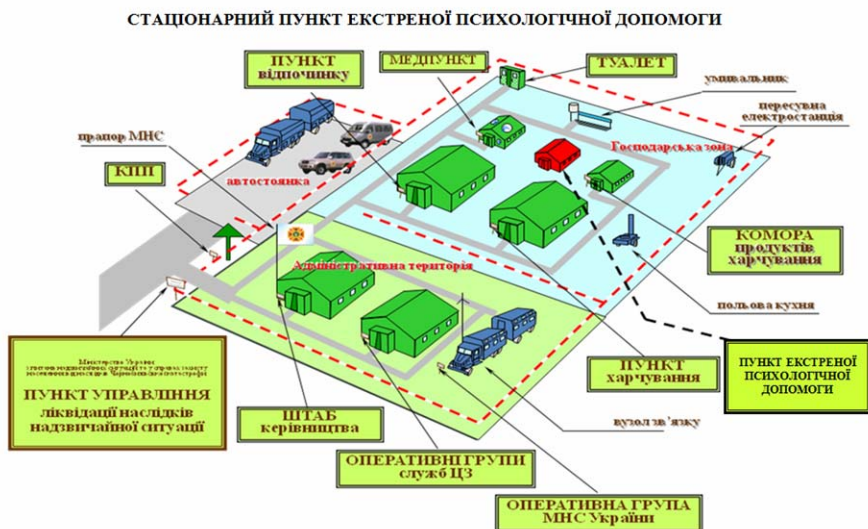 СТАЦІОНАРНИЙ ПУНКТ ЕКСТРЕНОЇ ПСИХОЛОГІЧНОЇ ДОПОМОГИ
ПУНКТ
відпочинку
МЕДПУНКТ
ТУАЛЕТ
умивальник
пересувна
електростанція
прапор МНС
КПП
автостоянка
Господарська зона
КОМОРА
продуктів
харчування
Адміністративна територія
польова кухня
Міністерство України
ПУНКТ УПРАВЛІННЯ
ліквідації наслідків
надзвичайної ситуації
ПУНКТ
харчування
ПУНКТ ЕКСТРЕНОЇ
ПСИХОЛОГІЧНОЇ
ДОПОМОГИ
ШТАБ
керівництва
вузол зв'язку
ОПЕРАТИВНІ ГРУПИ
служб ЦЗ
ОПЕРАТИВНА ГРУПА
МНС України